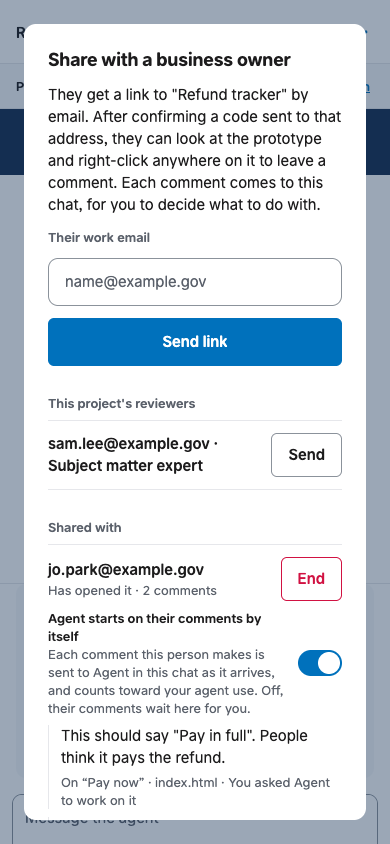 Share with a business owner
They get a link to "Refund tracker" by
email. After confirming a code sent to that
address, they can look at the prototype
and right-click anywhere on it to leave a
comment. Each comment comes to this
chat, for you to decide what to do with.
Their work email
name@example.gov
Send link
This project's reviewers
sam.lee@example.gov ·
Subject matter expert
Send
Shared with
jo.park@example.gov
Has opened it · 2 comments
End
Agent starts on their comments by
itself
Each comment this person makes is
sent to Agent in this chat as it arrives,
and counts toward your agent use. Off,
their comments wait here for you.
This should say "Pay in full". People
think it pays the refund.
On “Pay now” · index.html · You asked Agent
to work on it
Message the agent